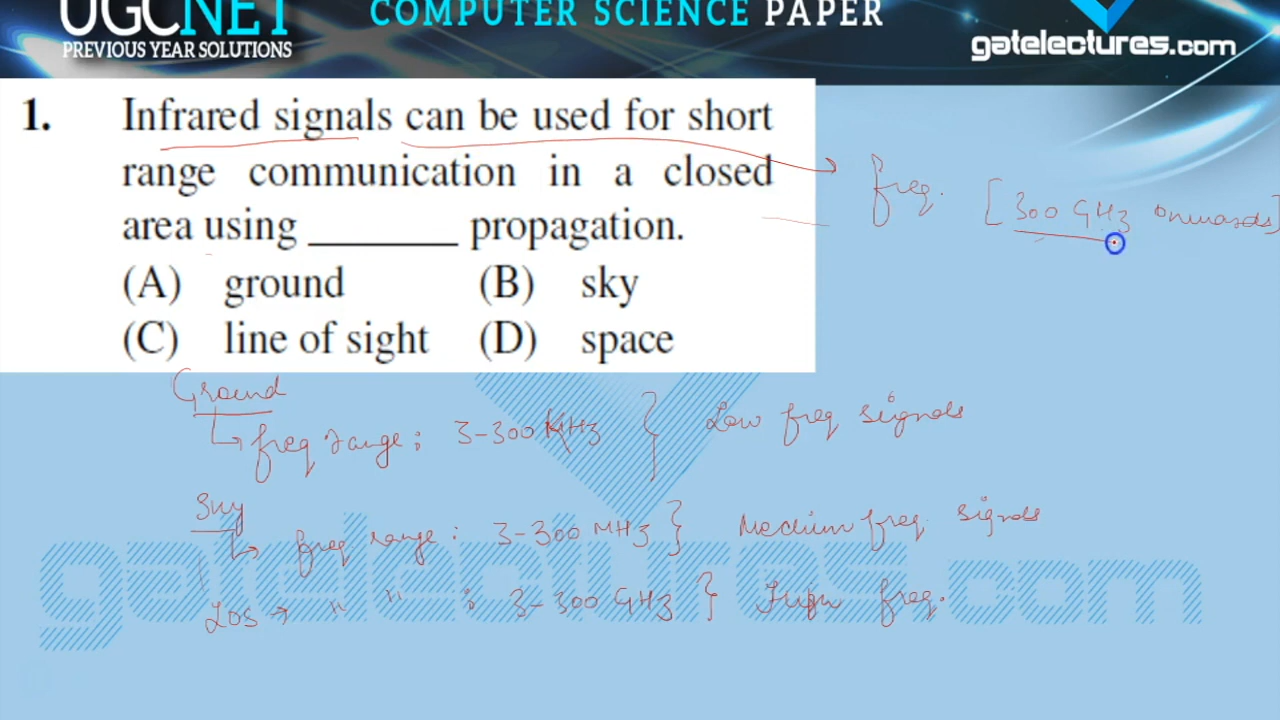 UGCNET
PREVIOUS YEAR SOLUTIONS
COMPUTER SCIENCE PAPER
gatelectures.com
1. Infrared signals can be used for short
range communication in a closed
area using ________ propagation.
(A) ground (B) sky
(C) line of sight (D) space
freq. [300 GHz onwards]
Ground
freq range: 3-300 KHz } Low freq signals
Sky
freq range: 3-300 MHz } Medium freq. signals
LOS → " " : 3-300 GHz } High freq.
gatelectures.com